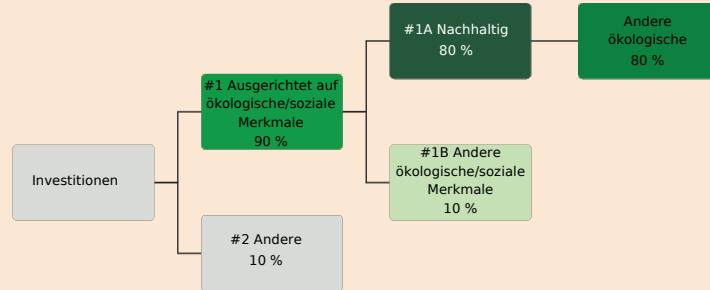 #1A Nachhaltig
80 %
Andere
ökologische
80 %
#1 Ausgerichtet auf
ökologische/soziale
Merkmale
90 %
#1B Andere
ökologische/soziale
Merkmale
10 %
Investitionen
#2 Andere
10 %